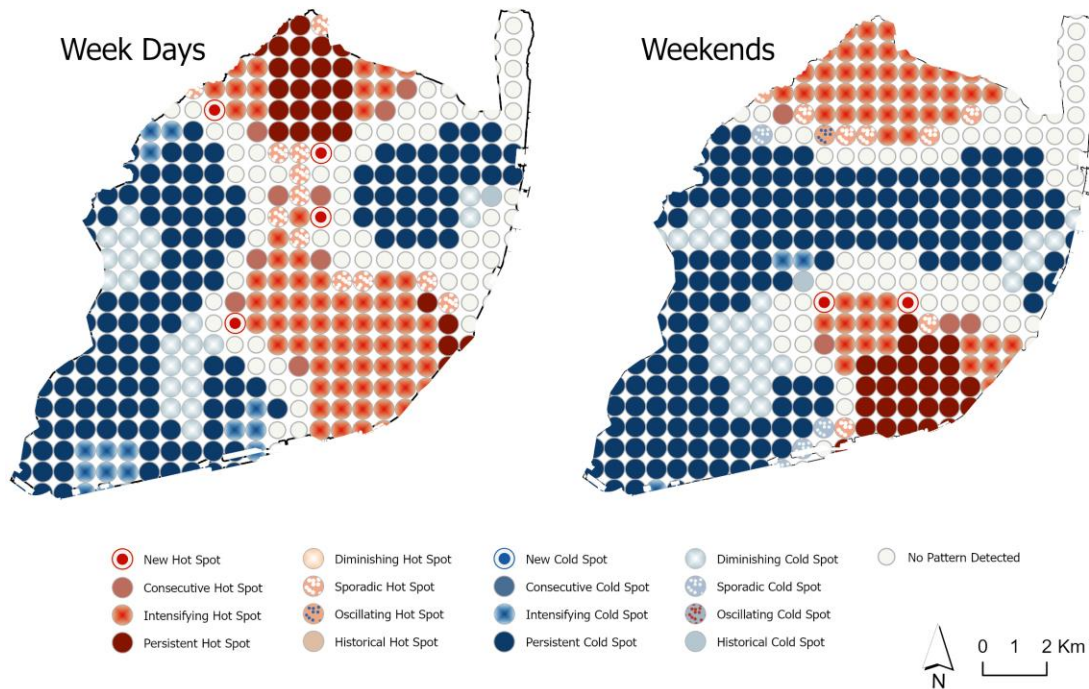 Week Days
Weekends
New Hot Spot
Diminishing Hot Spot
New Cold Spot
Diminishing Cold Spot
No Pattern Detected
Consecutive Hot Spot
Sporadic Hot Spot
Consecutive Cold Spot
Sporadic Cold Spot
Intensifying Hot Spot
Oscillating Hot Spot
Intensifying Cold Spot
Oscillating Cold Spot
Persistent Hot Spot
Historical Hot Spot
Persistent Cold Spot
Historical Cold Spot
0 1 2 Km
N